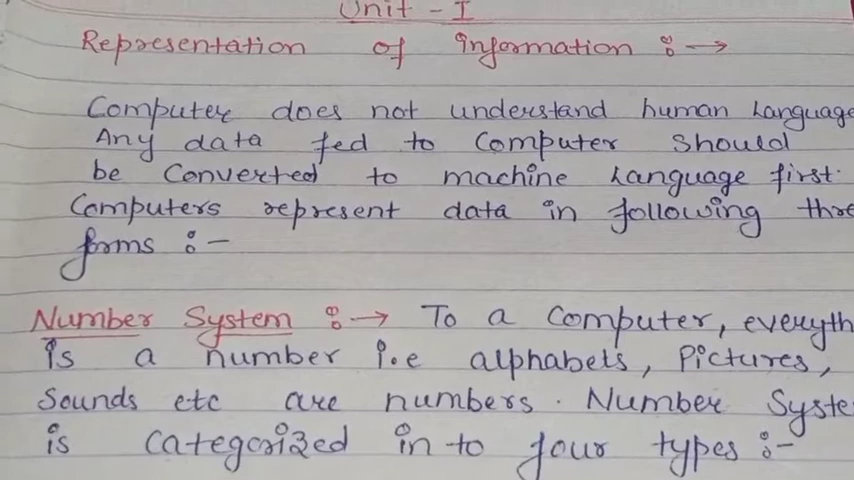 Unit - I
Representation of information :→
Computer does not understand human Language
Any data fed to Computer Should
be Converted to machine Language first.
Computers represent data in following thre
forms :-
Number System :→ To a Computer, everyth
is a number i.e alphabets, Pictures,
Sounds etc are numbers. Number Syste
is categorized in to four types :-